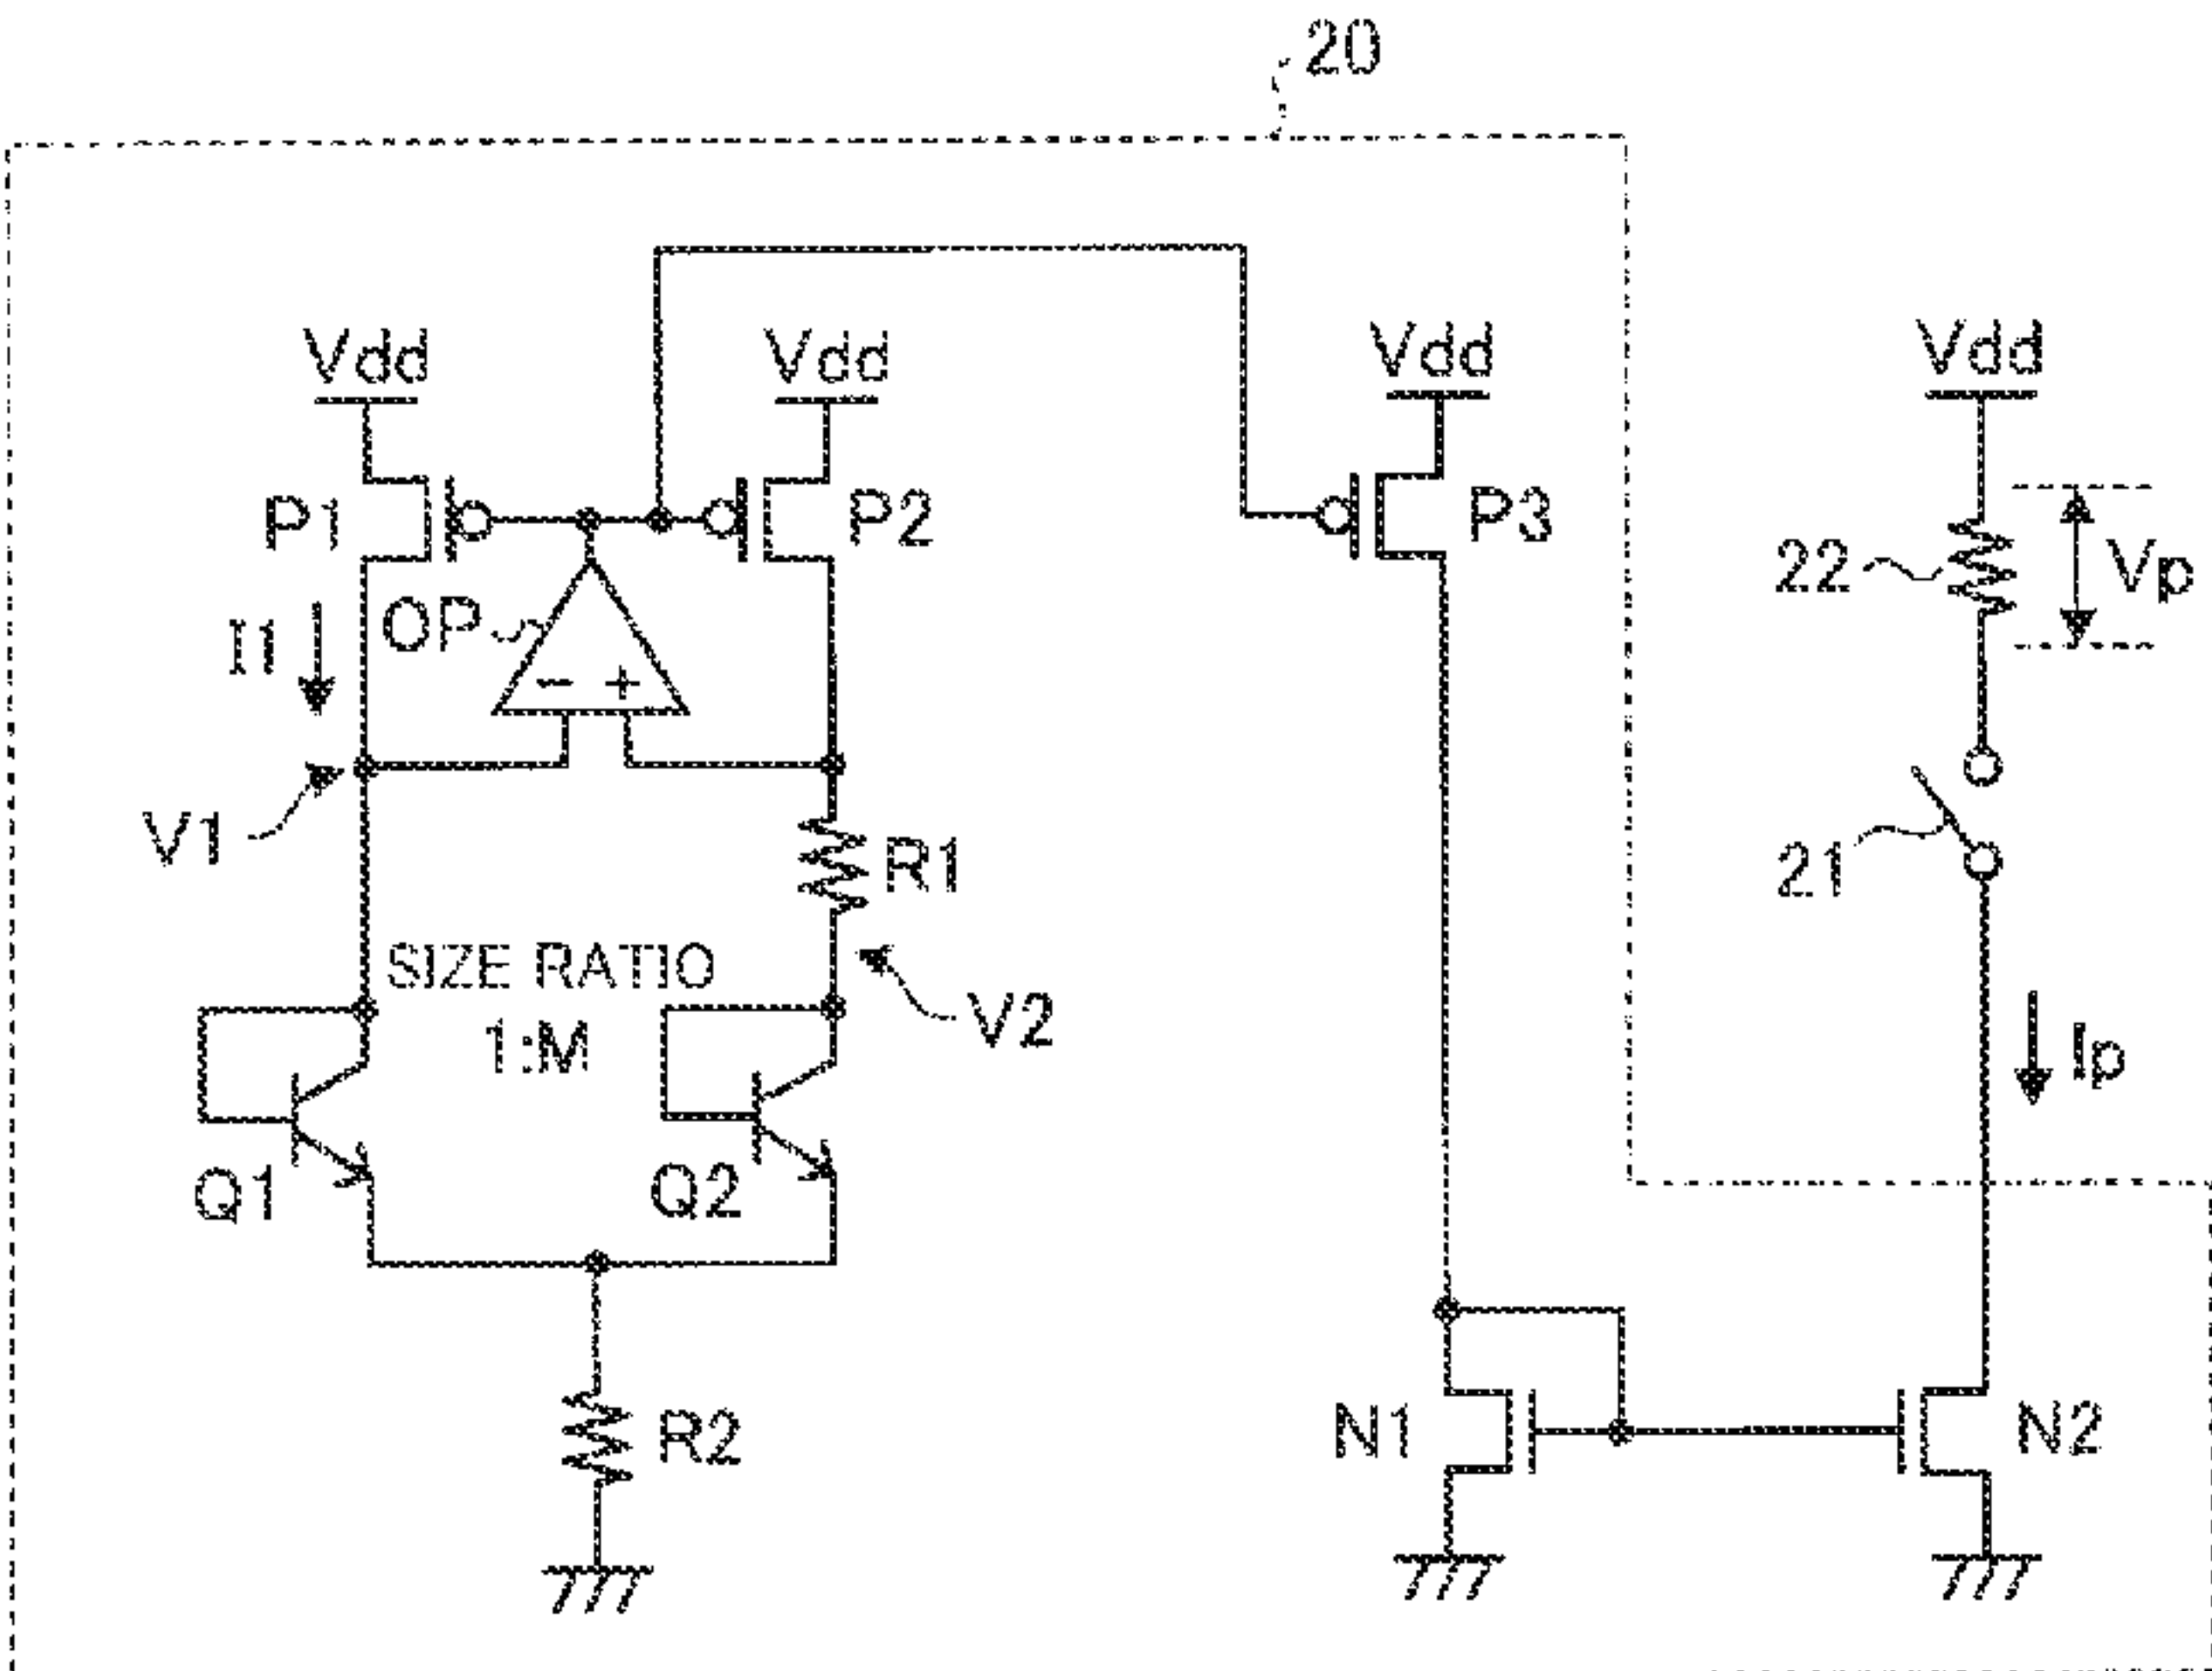 20
Vdd
Vdd
Vdd
Vdd
P1
P2
P3
22
Vp
OP
I1
- +
V1
R1
21
SIZE RATIO
1:M
V2
Ip
Q1
Q2
R2
N1
N2